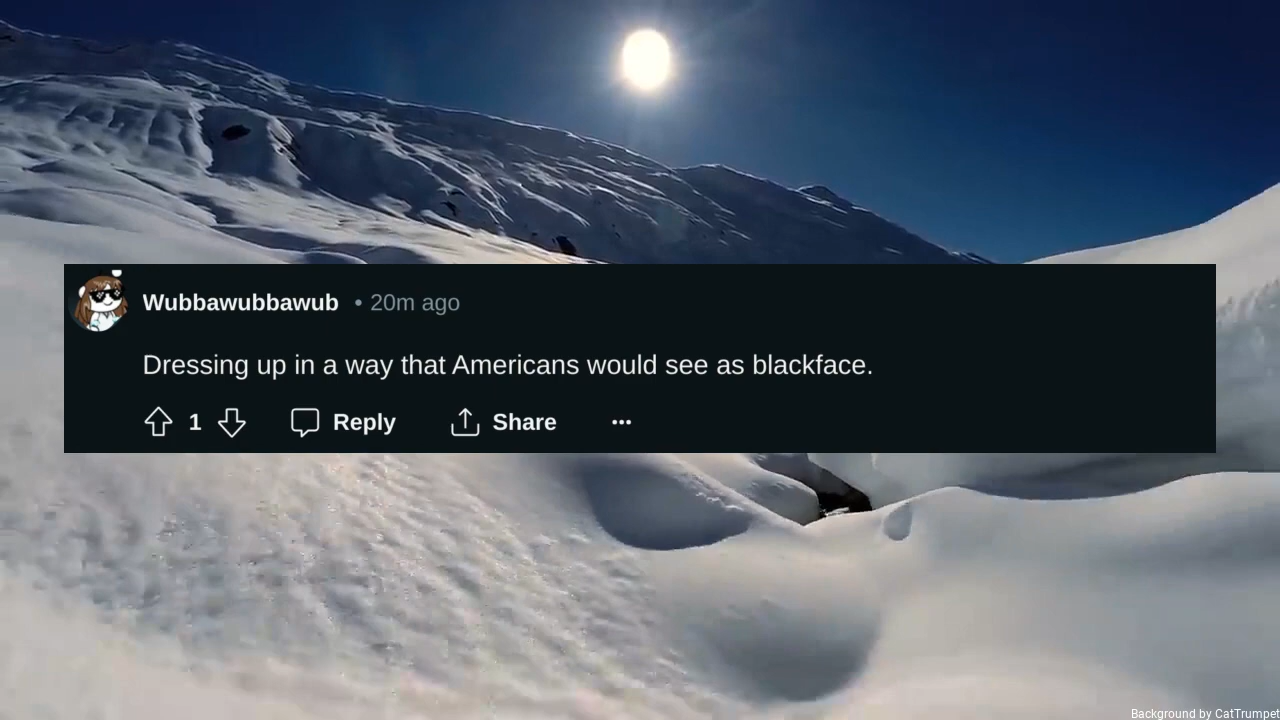 Wubbawubbawub • 20m ago
Dressing up in a way that Americans would see as blackface.
1 Reply Share ···
Background by CatTrumpet